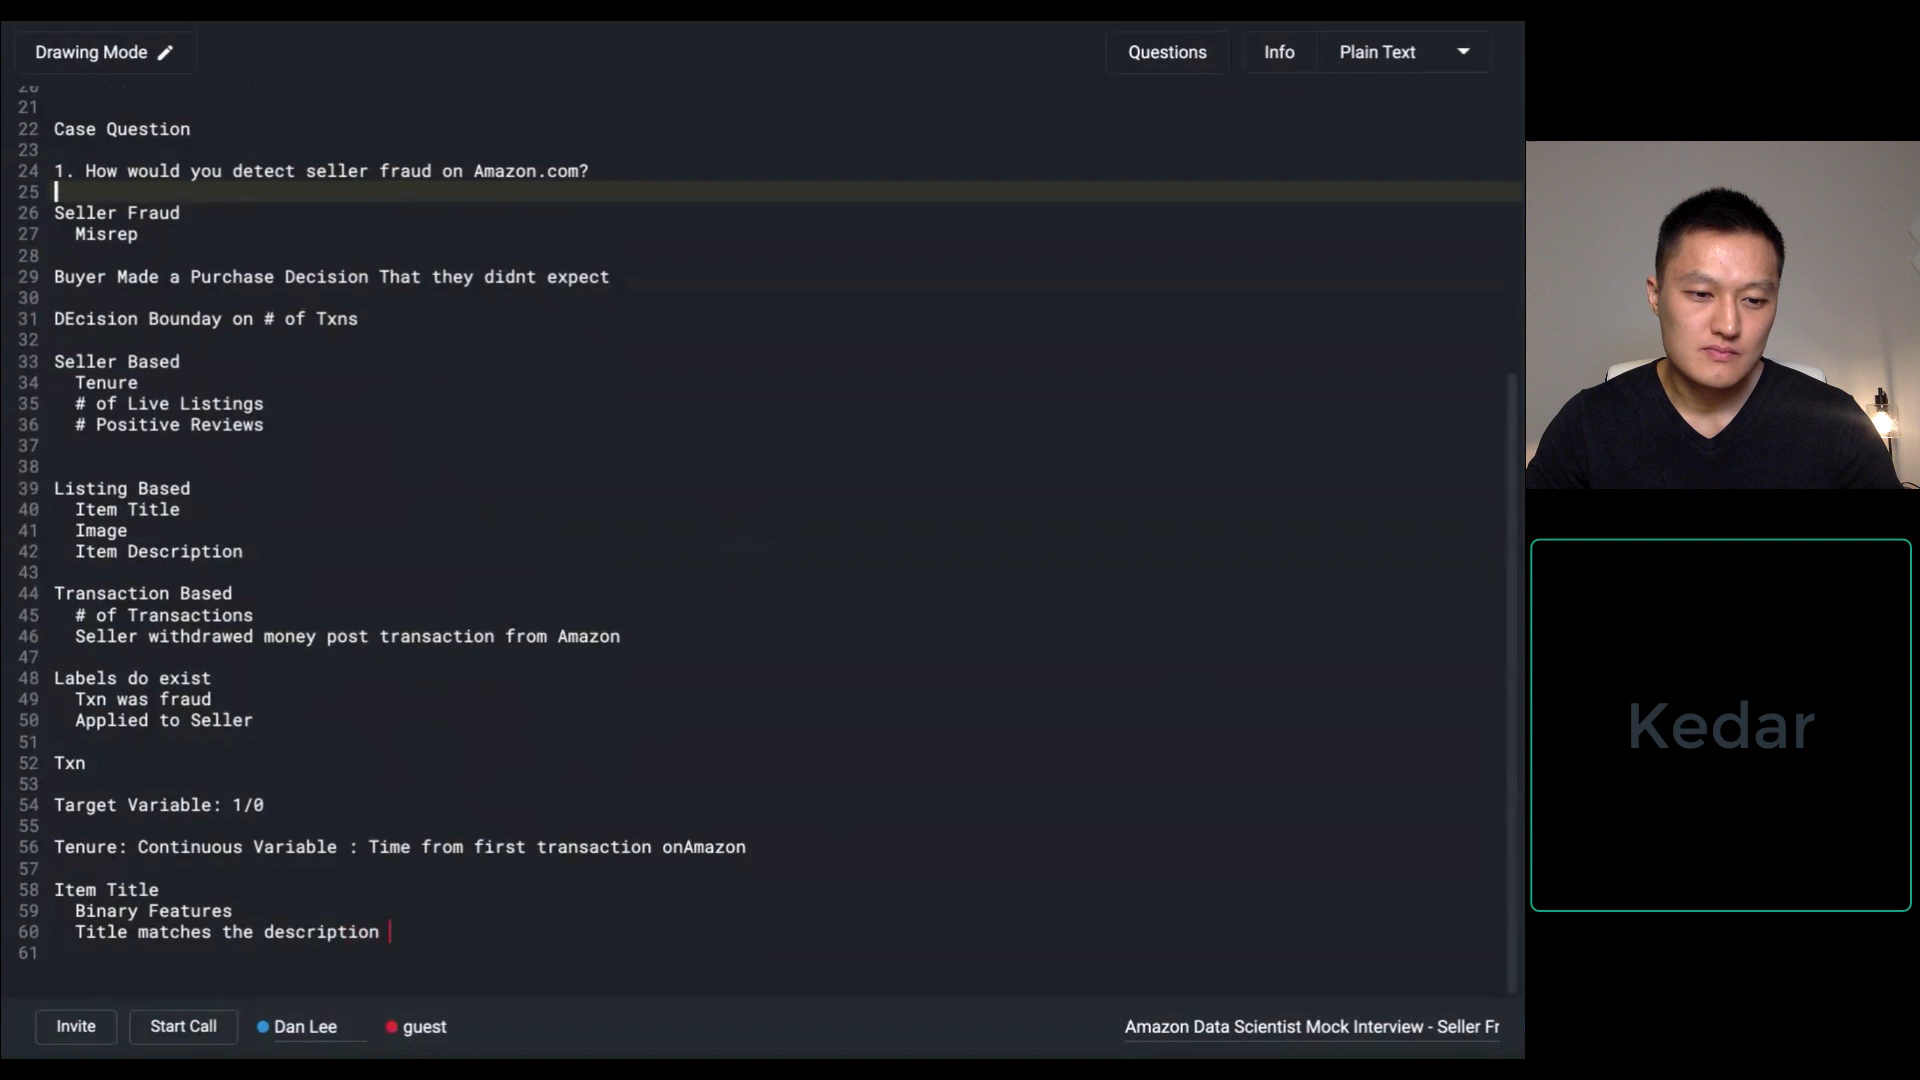 Drawing Mode
Questions
Info
Plain Text
21
22 Case Question
23
24 1. How would you detect seller fraud on Amazon.com?
25
26 Seller Fraud
27 Misrep
28
29 Buyer Made a Purchase Decision That they didnt expect
30
31 DEcision Bounday on # of Txns
32
33 Seller Based
34 Tenure
35 # of Live Listings
36 # Positive Reviews
37
38
39 Listing Based
40 Item Title
41 Image
42 Item Description
43
44 Transaction Based
45 # of Transactions
46 Seller withdrawed money post transaction from Amazon
47
48 Labels do exist
49 Txn was fraud
50 Applied to Seller
51
52 Txn
53
54 Target Variable: 1/0
55
56 Tenure: Continuous Variable : Time from first transaction onAmazon
57
58 Item Title
59 Binary Features
60 Title matches the description
61
Kedar
Invite
Start Call
Dan Lee
guest
Amazon Data Scientist Mock Interview - Seller Fr